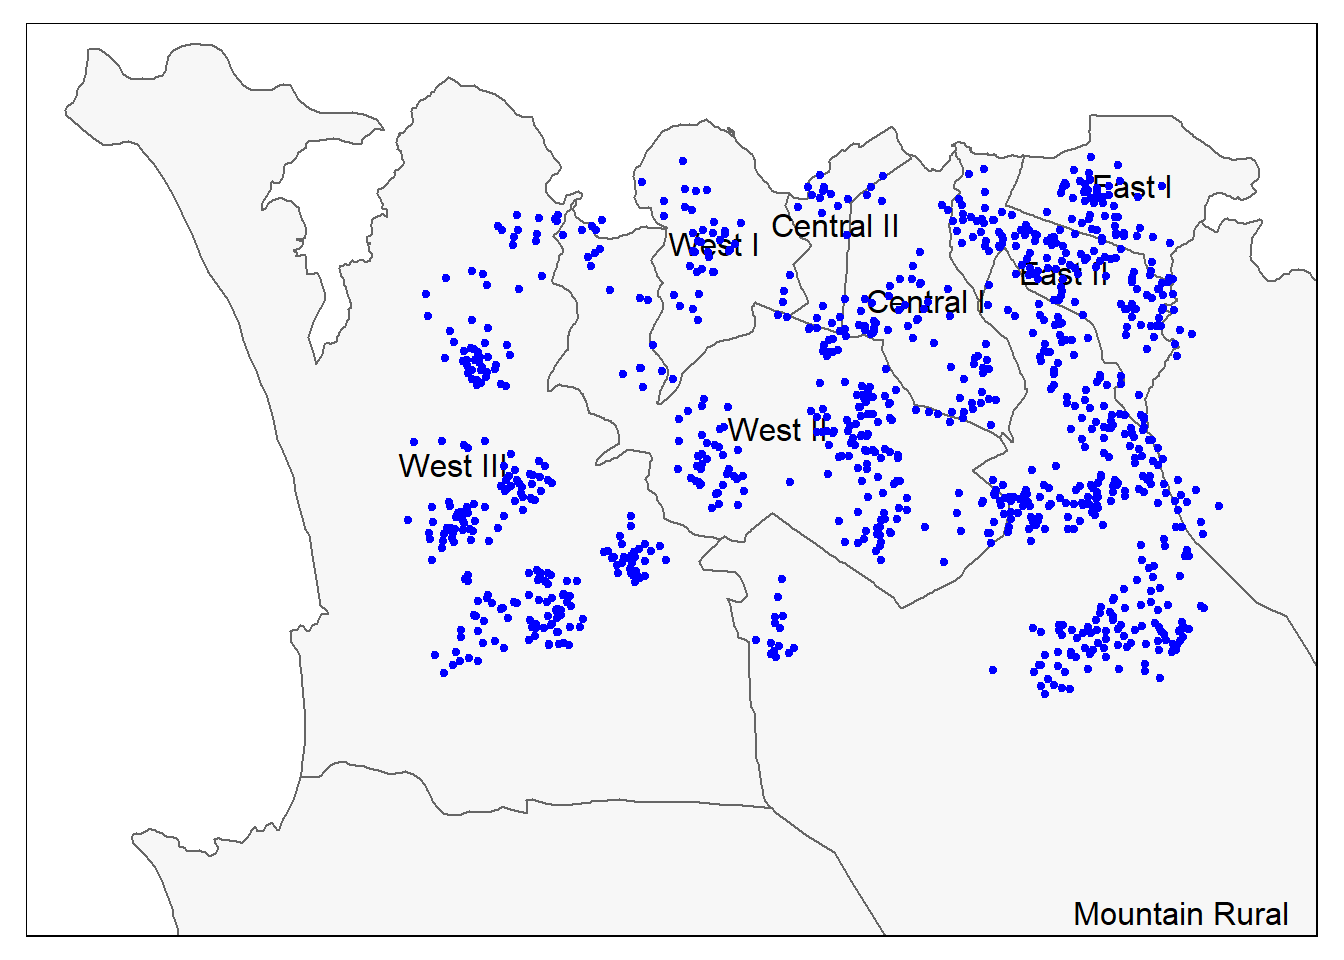 East I
West I
Central II
East II
Central I
West II
West III
Mountain Rural